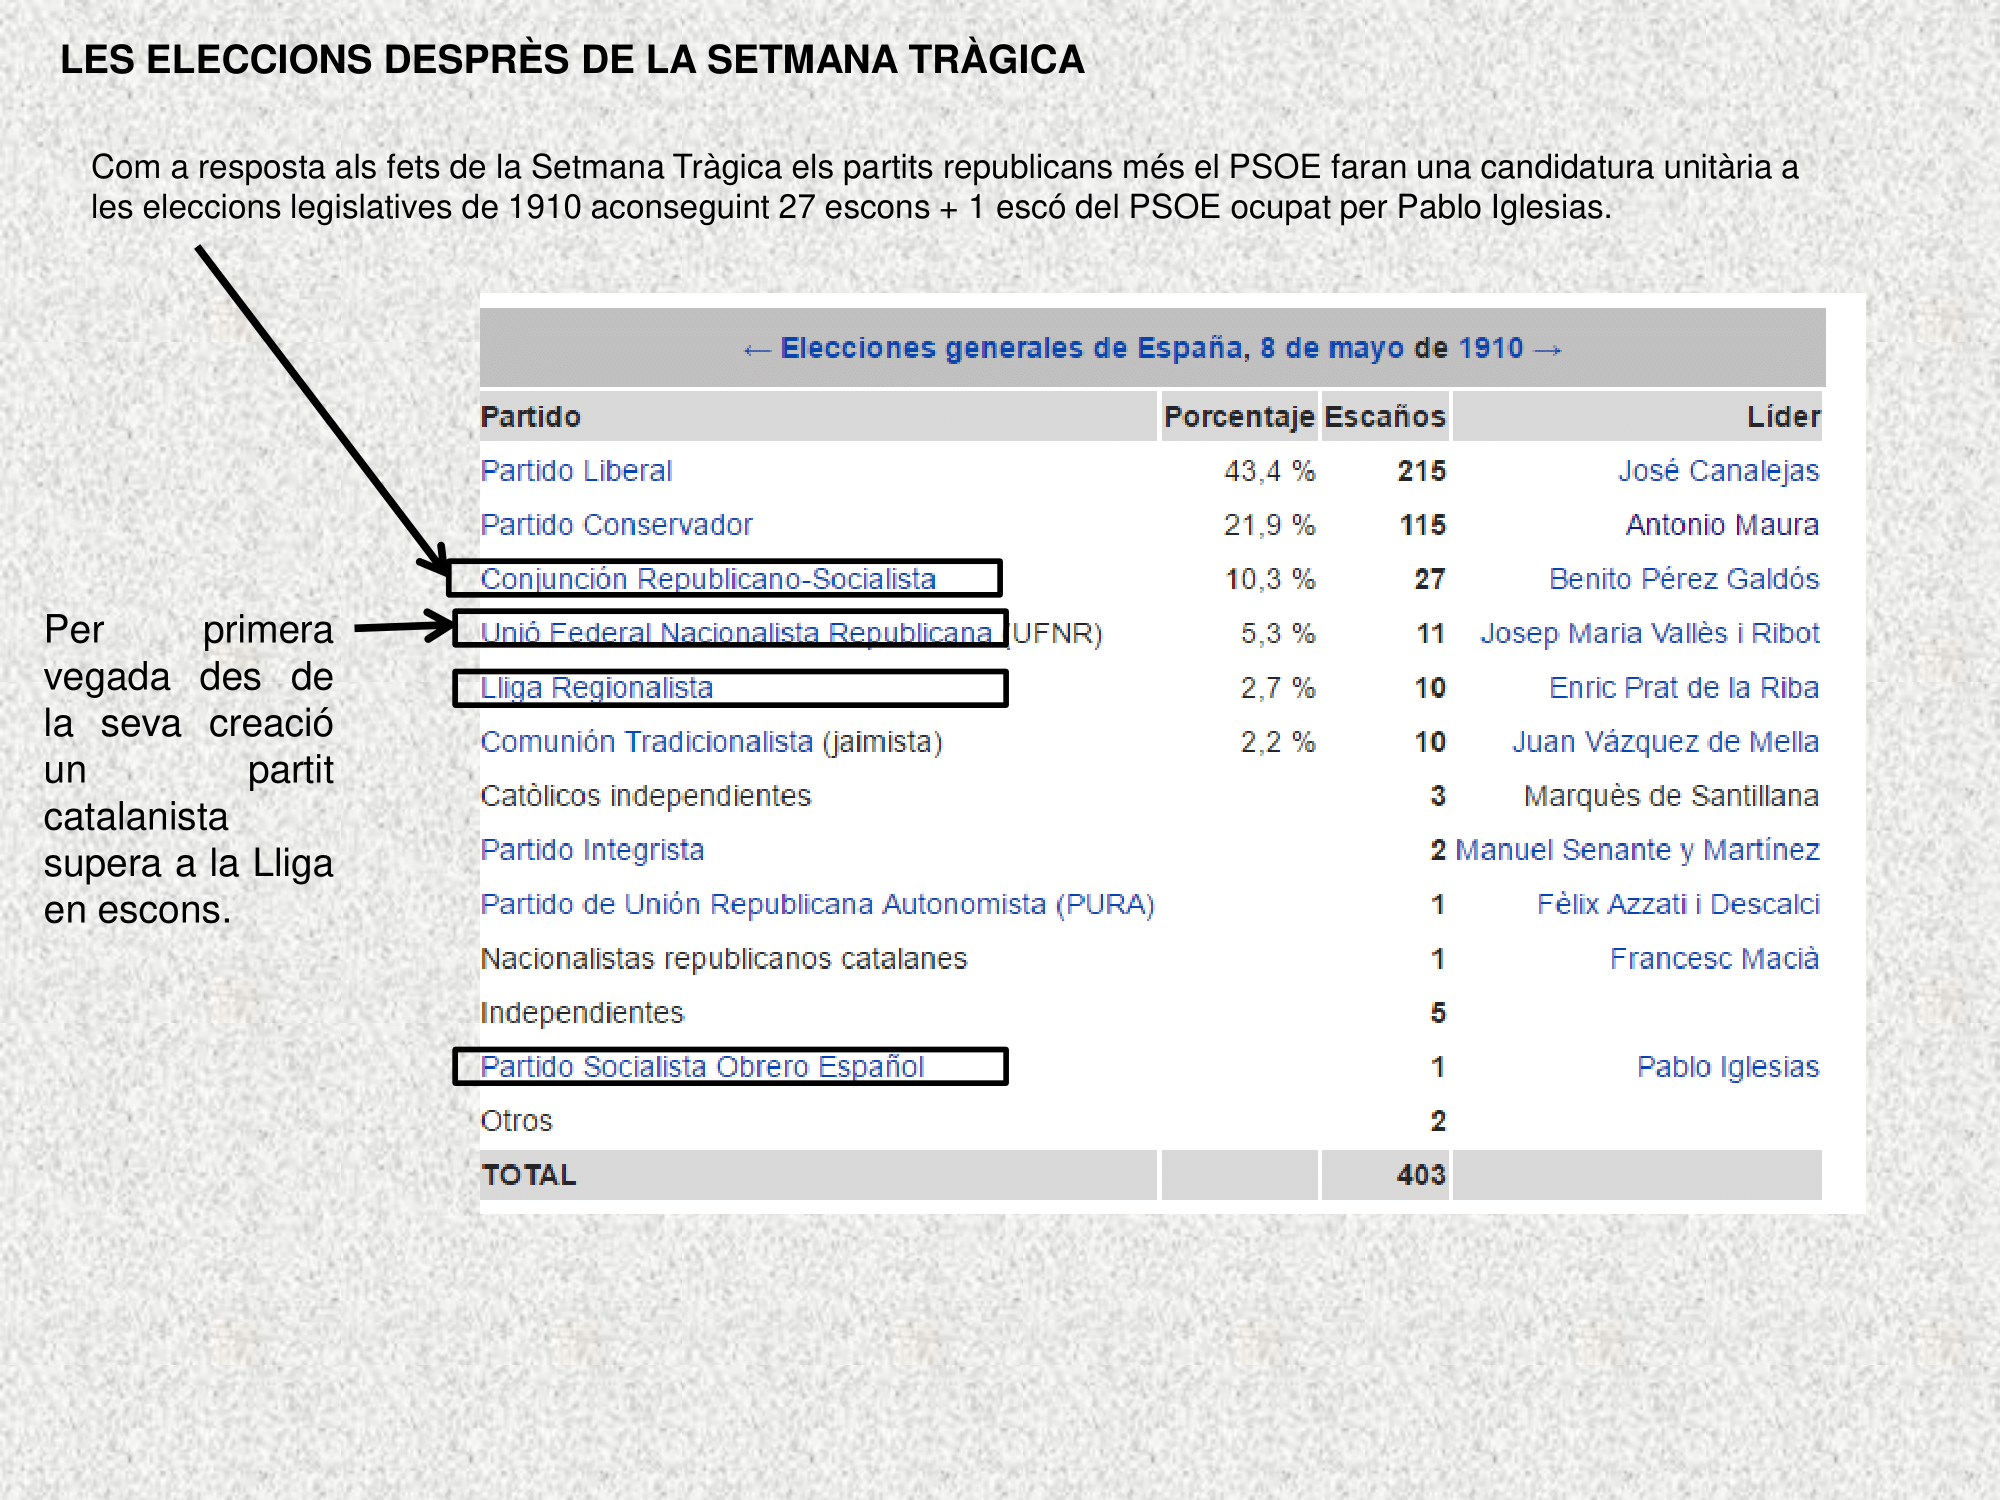 LES ELECCIONS DESPRÈS DE LA SETMANA TRÀGICA
Com a resposta als fets de la Setmana Tràgica els partits republicans més el PSOE faran una candidatura unitària a
les eleccions legislatives de 1910 aconseguint 27 escons + 1 escó del PSOE ocupat per Pablo Iglesias.
Per primera
vegada des de
la seva creació
un partit
catalanista
supera a la Lliga
en escons.
← Elecciones generales de España, 8 de mayo de 1910 →
Partido Porcentaje Escaños Líder
Partido Liberal 43,4 % 215 José Canalejas
Partido Conservador 21,9 % 115 Antonio Maura
Conjunción Republicano-Socialista 10,3 % 27 Benito Pérez Galdós
Unió Federal Nacionalista Republicana (UFNR) 5,3 % 11 Josep Maria Vallès i Ribot
Lliga Regionalista 2,7 % 10 Enric Prat de la Riba
Comunión Tradicionalista (jaimista) 2,2 % 10 Juan Vázquez de Mella
Catòlicos independientes 3 Marquès de Santillana
Partido Integrista 2 Manuel Senante y Martínez
Partido de Unión Republicana Autonomista (PURA) 1 Fèlix Azzati i Descalci
Nacionalistas republicanos catalanes 1 Francesc Macià
Independientes 5
Partido Socialista Obrero Español 1 Pablo Iglesias
Otros 2
TOTAL 403